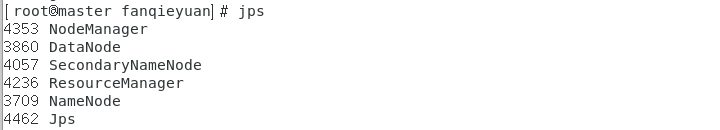 [root@master fanqieyuan]# jps
4353 NodeManager
3860 DataNode
4057 SecondaryNameNode
4236 ResourceManager
3709 NameNode
4462 Jps